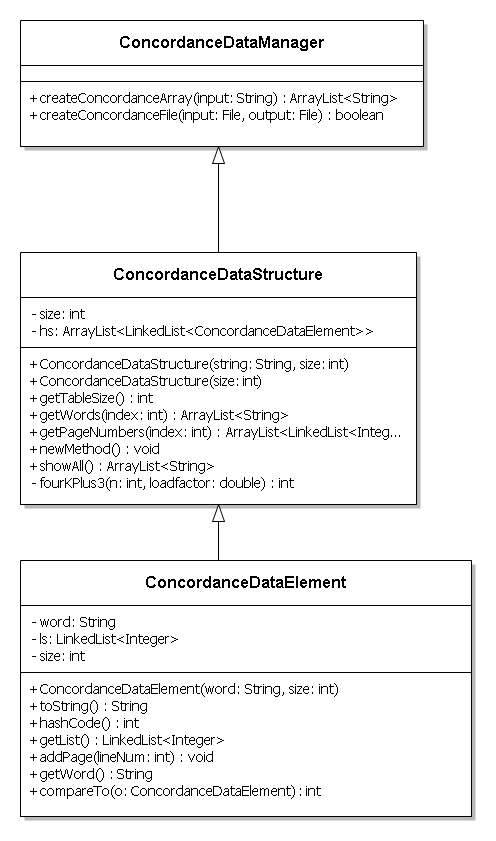 ConcordanceDataManager
+ createConcordanceArray(input: String) : ArrayList<String>
+ createConcordanceFile(input: File, output: File) : boolean
ConcordanceDataStructure
- size: int
- hs: ArrayList<LinkedList<ConcordanceDataElement>>
+ ConcordanceDataStructure(string: String, size: int)
+ ConcordanceDataStructure(size: int)
+ getTableSize() : int
+ getWords(index: int) : ArrayList<String>
+ getPageNumbers(index: int) : ArrayList<LinkedList<Integ...
+ newMethod() : void
+ showAll() : ArrayList<String>
- fourKPlus3(n: int, loadfactor: double) : int
ConcordanceDataElement
- word: String
- ls: LinkedList<Integer>
- size: int
+ ConcordanceDataElement(word: String, size: int)
+ toString() : String
+ hashCode() : int
+ getList() : LinkedList<Integer>
+ addPage(lineNum: int) : void
+ getWord() : String
+ compareTo(o: ConcordanceDataElement) : int